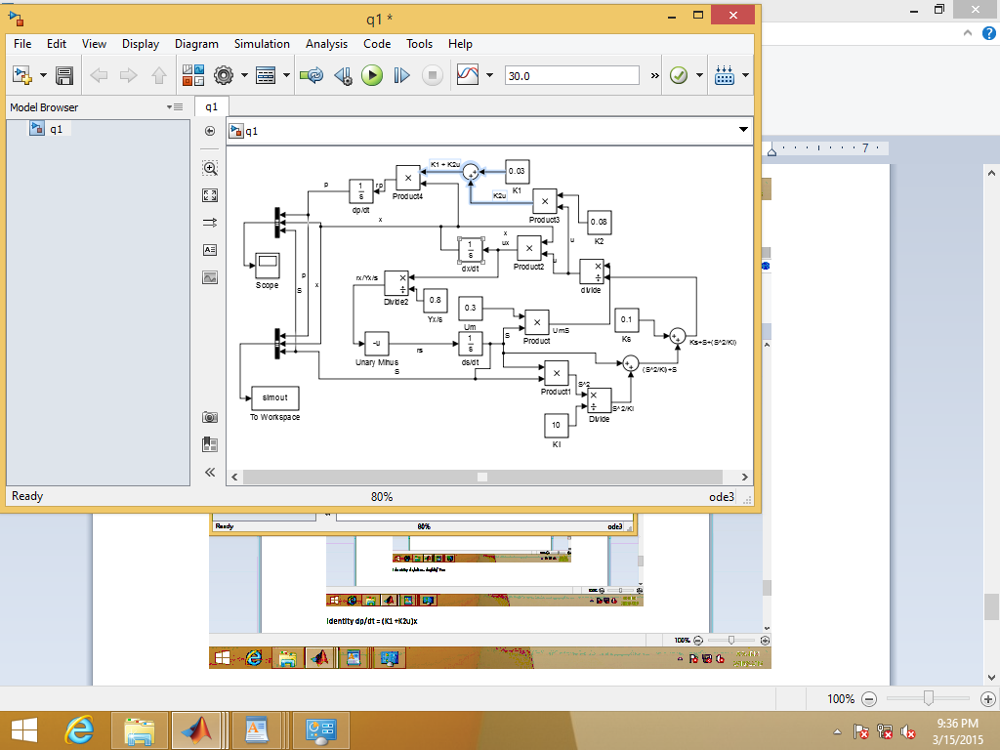 q1 *
File Edit View Display Diagram Simulation Analysis Code Tools Help
30.0
»
Model Browser
q1
q1
q1
7
p
1
s
dp/dt
rp
×
Product4
K1 + K2u
0.03
K1
K2u
×
Product3
0.08
K2
x
u
x
ux
1
s
dx/dt
×
Product2
u
×
÷
divide
Scope
p
S
x
rx/Yx/s
×
÷
Divide2
0.8
Yx/s
0.3
Um
×
Product
UmS
0.1
Ks
Ks+S+(S^2/KI)
-u
Unary Minus
rs
1
s
ds/dt
S
S
×
Product1
S^2
(S^2/KI)+S
×
÷
Divide
S^2/KI
10
KI
simout
To Workspace
Ready 80% ode3
Ready 80% ode3
Identity dp/dt = (K1 +K2u)x
100%
100%
9:36 PM
3/15/2015